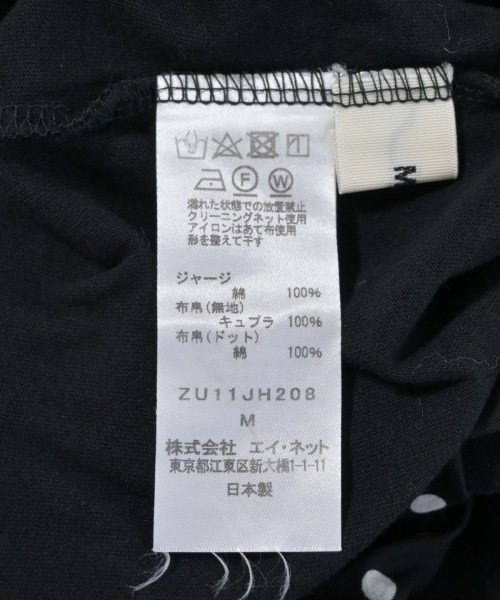 F W
M
濡れた状態での放置禁止
クリーニングネット使用
アイロンはあて布使用
形を整えて干す
ジャージ
綿 100%
布帛(無地)
キュプラ 100%
布帛(ドット)
綿 100%
ZU11JH208
M
株式会社 エイ・ネット
東京都江東区新大橋1-1-11
日本製